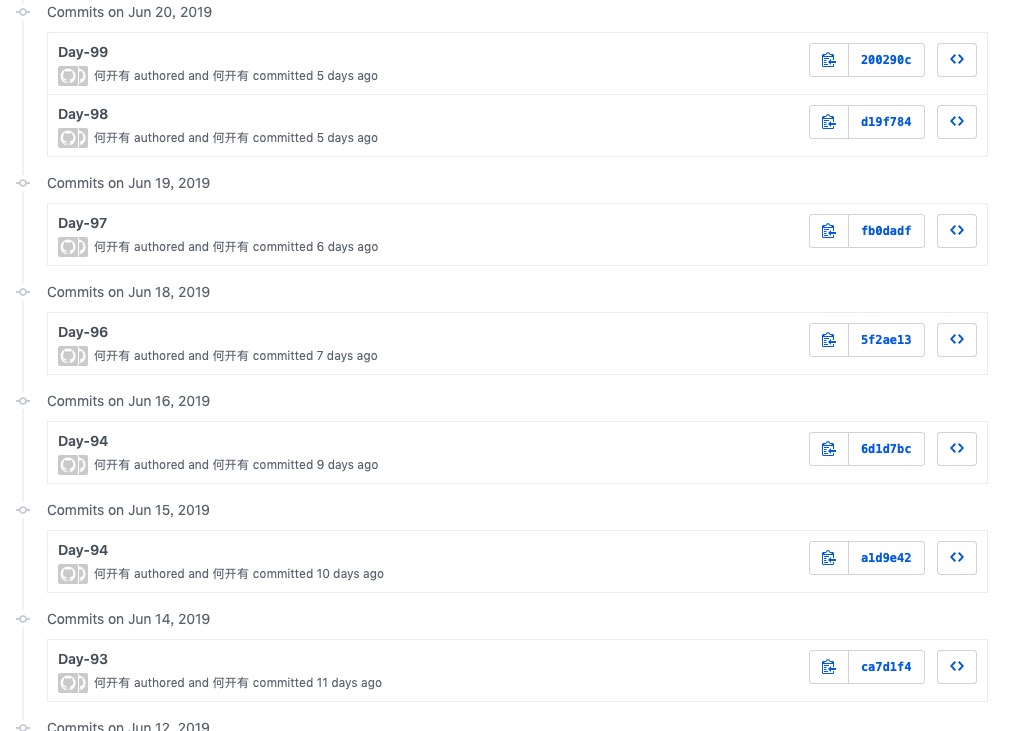 Commits on Jun 20, 2019
Day-99
何开有 authored and 何开有 committed 5 days ago
200290c
Day-98
何开有 authored and 何开有 committed 5 days ago
d19f784
Commits on Jun 19, 2019
Day-97
何开有 authored and 何开有 committed 6 days ago
fb0dadf
Commits on Jun 18, 2019
Day-96
何开有 authored and 何开有 committed 7 days ago
5f2ae13
Commits on Jun 16, 2019
Day-94
何开有 authored and 何开有 committed 9 days ago
6d1d7bc
Commits on Jun 15, 2019
Day-94
何开有 authored and 何开有 committed 10 days ago
a1d9e42
Commits on Jun 14, 2019
Day-93
何开有 authored and 何开有 committed 11 days ago
ca7d1f4
Commits on Jun 12, 2019